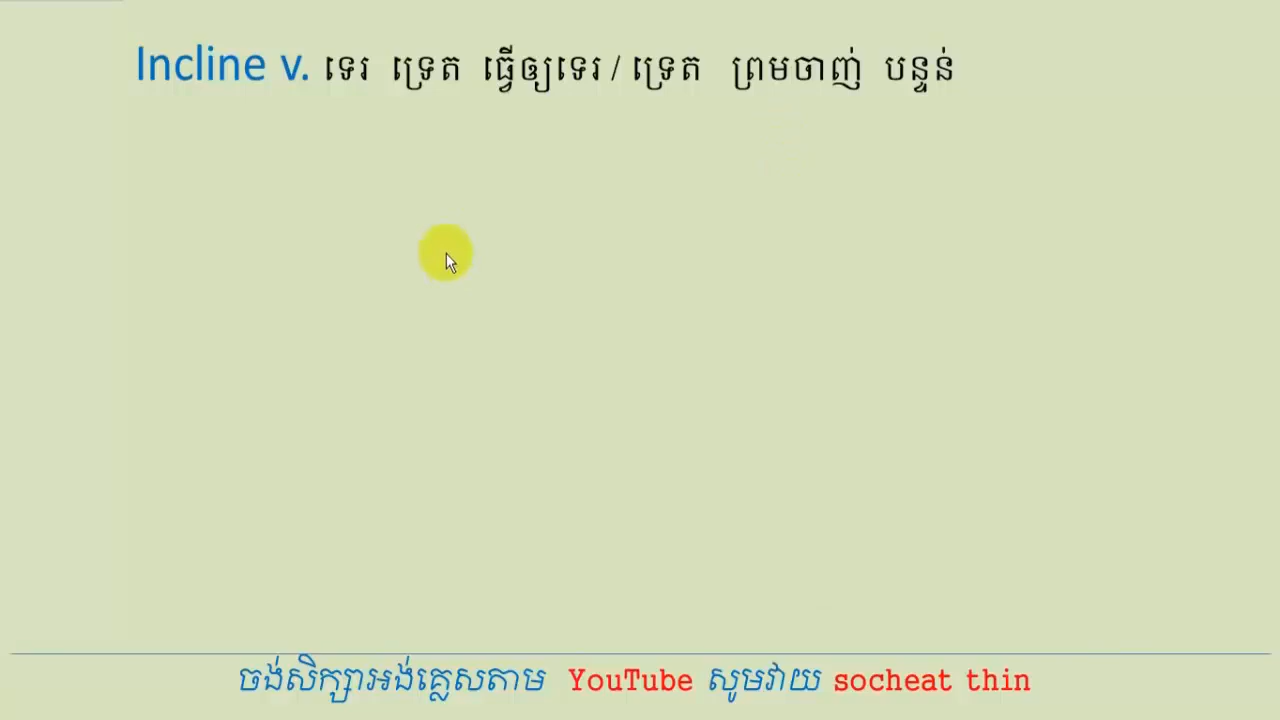 Incline v. ទេរ ទ្រេត ធ្វើឲ្យទេរ / ទ្រេត ព្រមចាញ់ បន្ទន់
ចង់សិក្សាអង់គ្លេសតាម YouTube សូមវាយ socheat thin